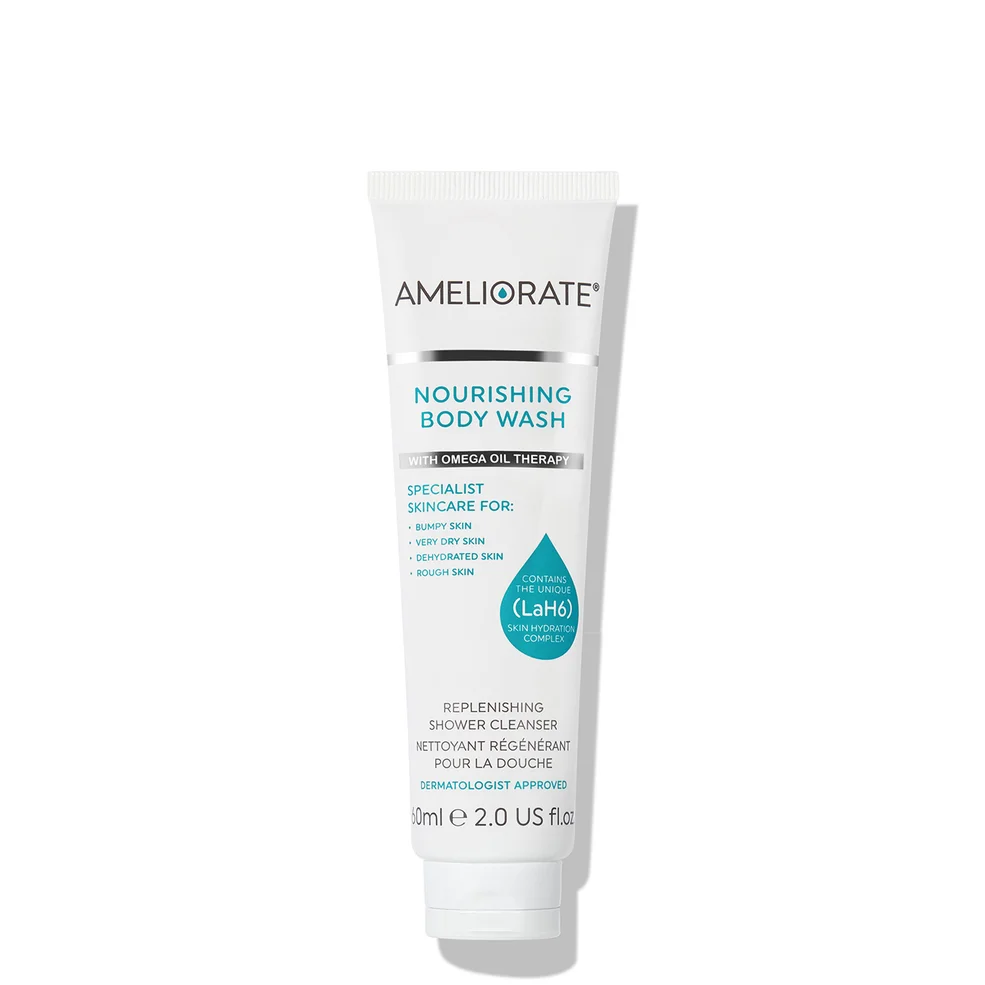 AMELIORATE®
NOURISHING
BODY WASH
WITH OMEGA OIL THERAPY
SPECIALIST
SKINCARE FOR:
• BUMPY SKIN
• VERY DRY SKIN
• DEHYDRATED SKIN
• ROUGH SKIN
CONTAINS
THE UNIQUE
(LaH6)
SKIN HYDRATION
COMPLEX
REPLENISHING
SHOWER CLEANSER
NETTOYANT RÉGÉNÉRANT
POUR LA DOUCHE
DERMATOLOGIST APPROVED
60ml ℮ 2.0 US fl.oz